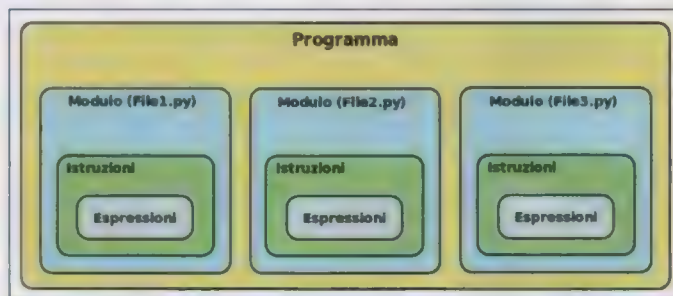 Programma
Modulo (File1.py)
Modulo (File2.py)
Modulo (File3.py)
Istruzioni
Istruzioni
Istruzioni
Espressioni
Espressioni
Espressioni